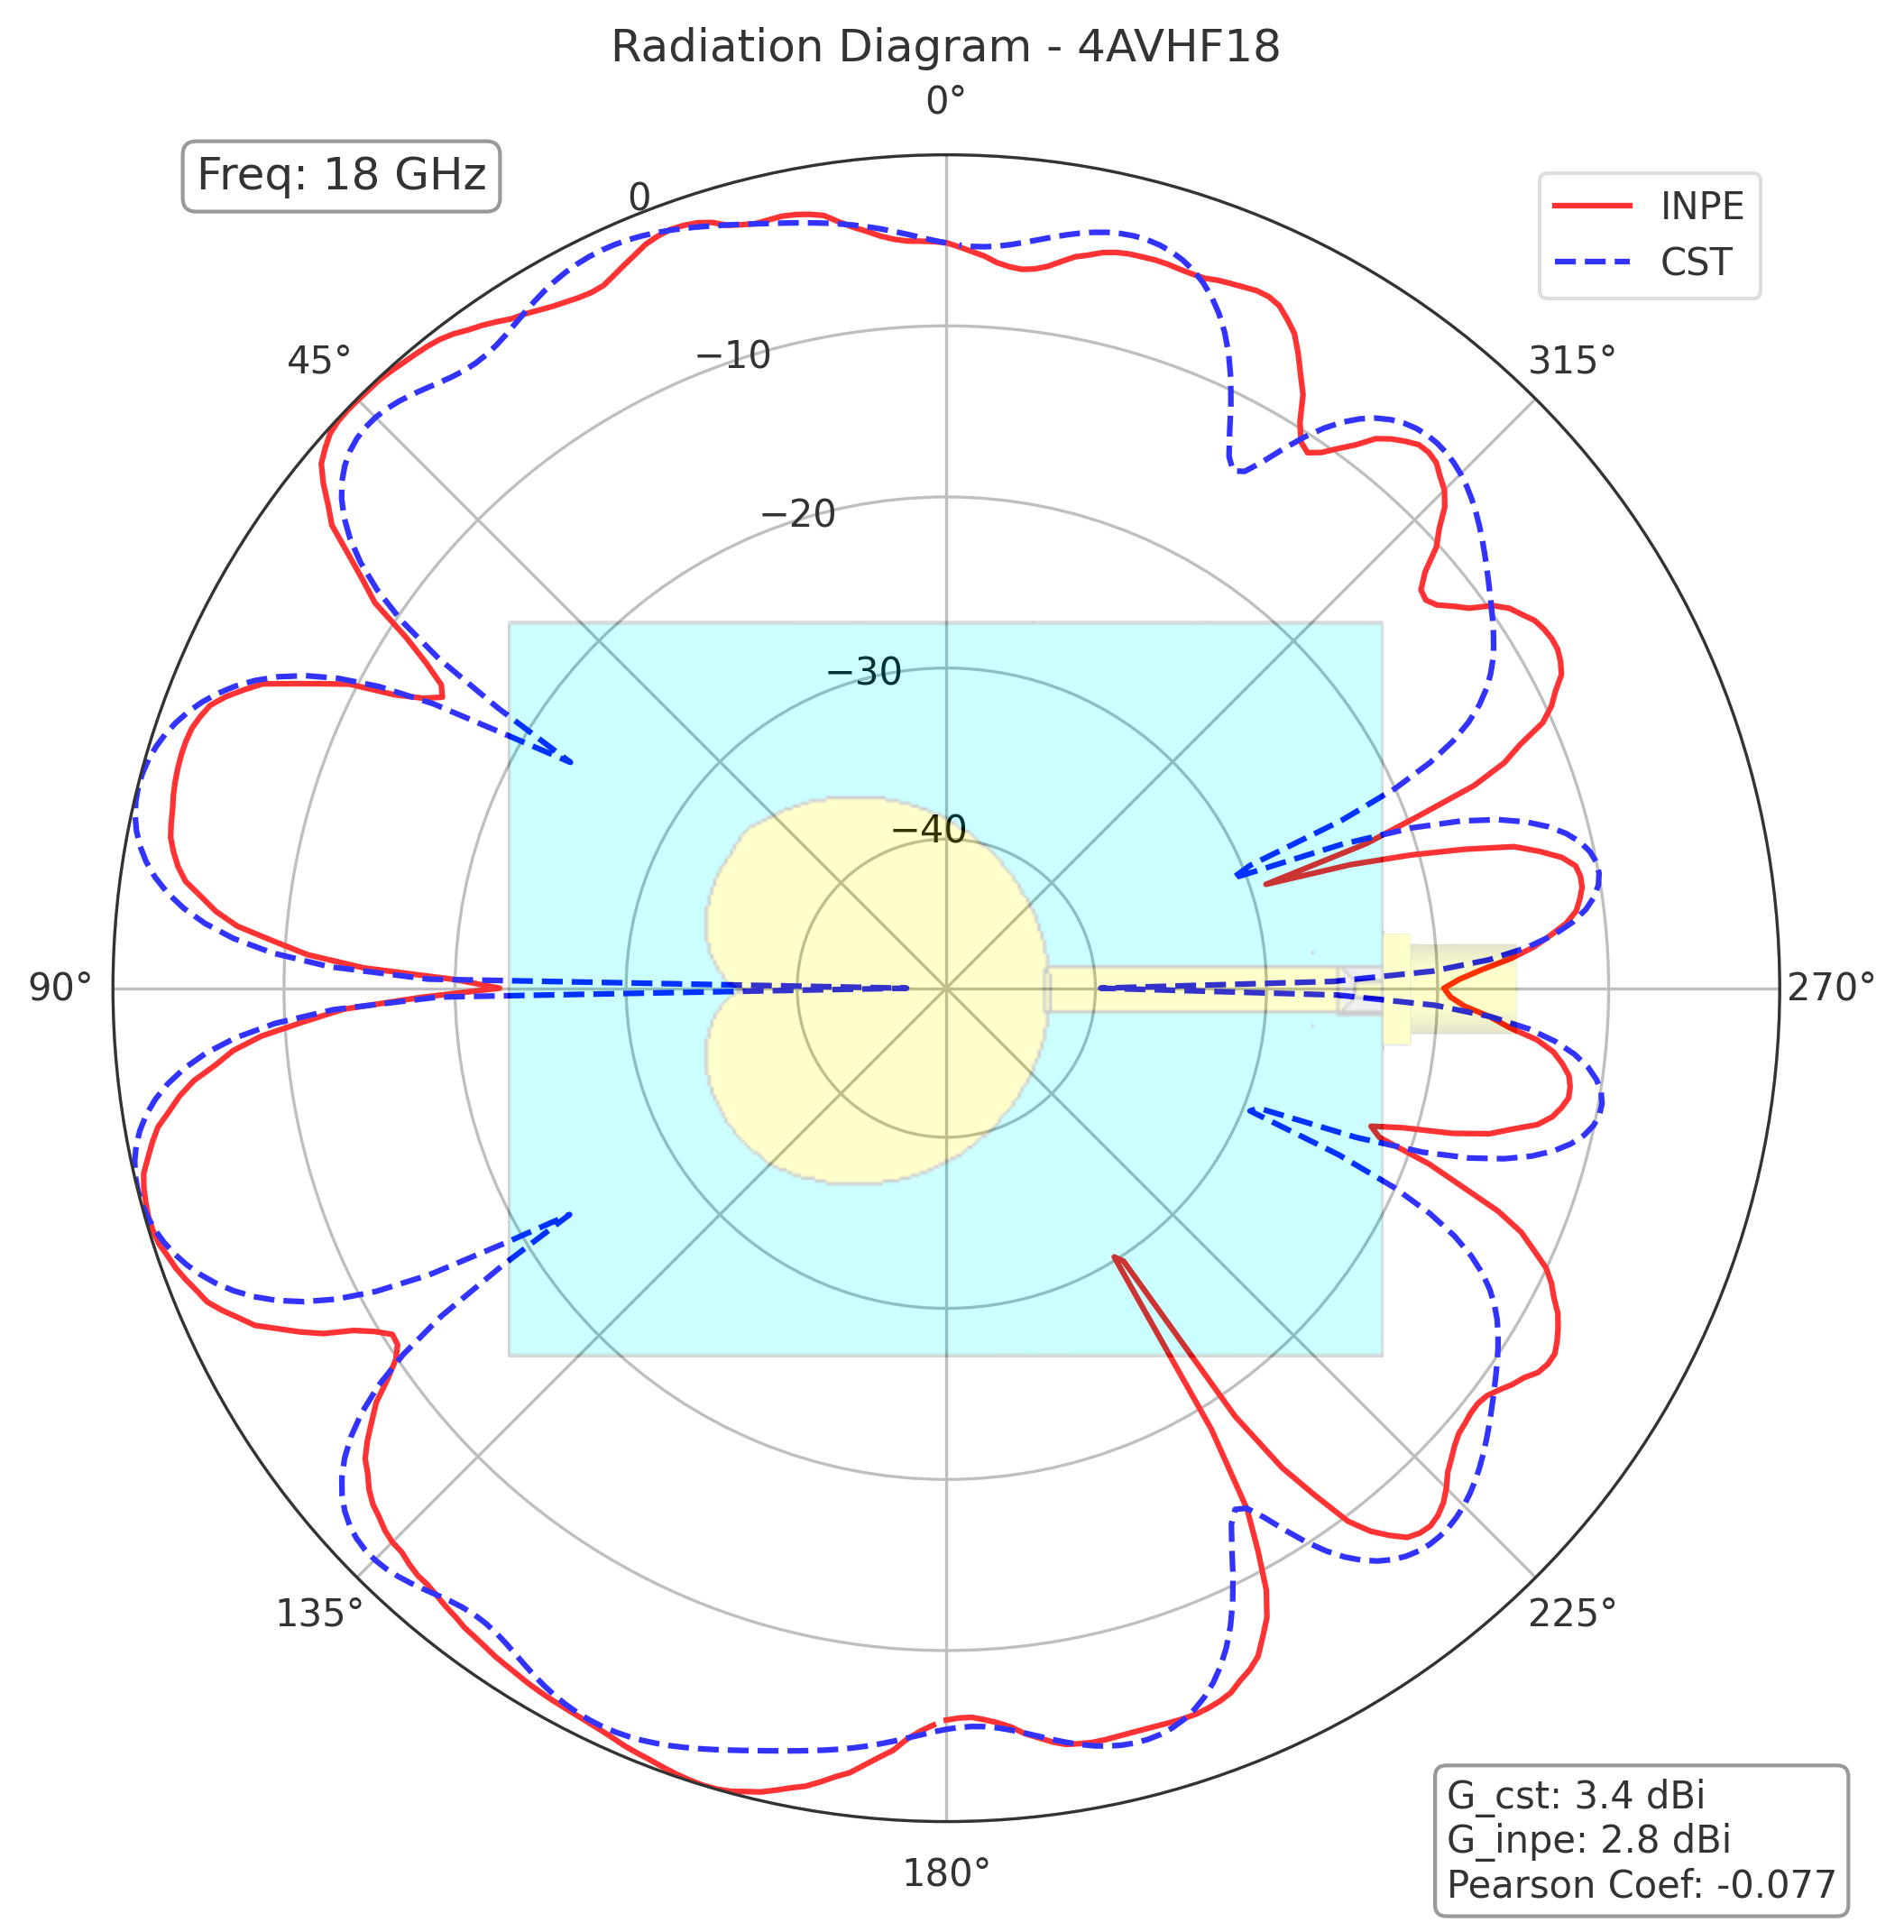 Radiation Diagram - 4AVHF18
0°
Freq: 18 GHz
INPE
CST
0
45°
315°
−10
−20
−30
−40
90°
270°
135°
225°
180°
G_cst: 3.4 dBi
G_inpe: 2.8 dBi
Pearson Coef: -0.077